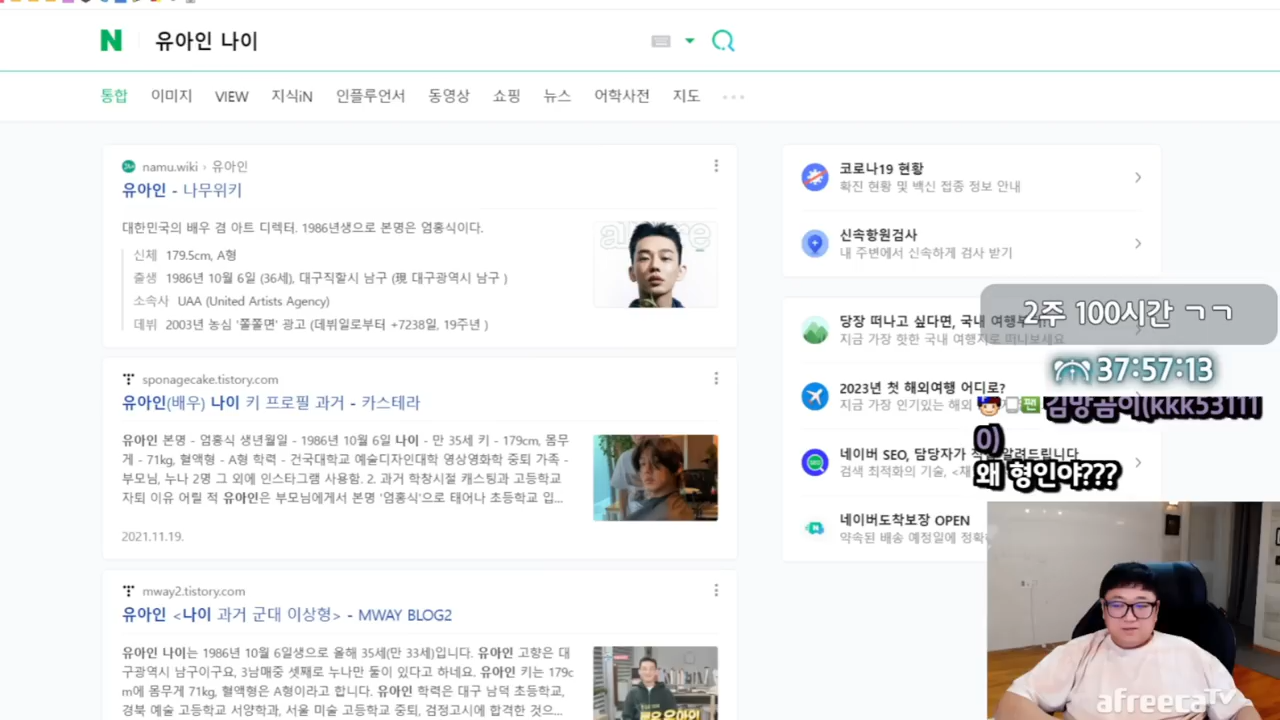 N 유아인 나이
통합 이미지 VIEW 지식iN 인플루언서 동영상 쇼핑 뉴스 어학사전 지도
namu.wiki › 유아인
유아인 - 나무위키
대한민국의 배우 겸 아트 디렉터. 1986년생으로 본명은 엄홍식이다.
신체 179.5cm, A형
출생 1986년 10월 6일 (36세), 대구직할시 남구 (現 대구광역시 남구 )
소속사 UAA (United Artists Agency)
데뷔 2003년 농심 '쫄쫄면' 광고 (데뷔일로부터 +7238일, 19주년 )
sponagecake.tistory.com
유아인(배우) 나이 키 프로필 과거 - 카스테라
유아인 본명 - 엄홍식 생년월일 - 1986년 10월 6일 나이 - 만 35세 키 - 179cm, 몸무
게 - 71kg, 혈액형 - A형 학력 - 건국대학교 예술디자인대학 영상영화학 중퇴 가족 -
부모님, 누나 2명 그 외에 인스타그램 사용함. 2. 과거 학창시절 캐스팅과 고등학교
자퇴 이유 어릴 적 유아인은 부모님에게서 본명 '엄홍식'으로 태어나 초등학교 입...
2021.11.19.
mway2.tistory.com
유아인 <나이 과거 군대 이상형> - MWAY BLOG2
유아인 나이는 1986년 10월 6일생으로 올해 35세(만 33세)입니다. 유아인 고향은 대
구광역시 남구이구요, 3남매중 셋째로 누나만 둘이 있다고 하네요. 유아인 키는 179c
m에 몸무게 71kg, 혈액형은 A형이라고 합니다. 유아인 학력은 대구 남덕 초등학교,
경북 예술 고등학교 서양학과, 서울 미술 고등학교 중퇴, 검정고시에 합격한 것으...
코로나19 현황
확진 현황 및 백신 접종 정보 안내
신속항원검사
내 주변에서 신속하게 검사 받기
당장 떠나고 싶다면, 국내
지금 가장 핫한 국내 여행지로 떠나보세요
2023년 첫 해외여행 어디로?
지금 가장 인기있는 해외
네이버 SEO, 담당자가 알려드립니다
검색 최적화의 기술,
네이버도착보장 OPEN
약속된 배송 예정일에
2주 100시간 ㄱㄱ
37:57:13
팬 김망곰이(kkk53111
이
왜 형인야???
afreecaTV